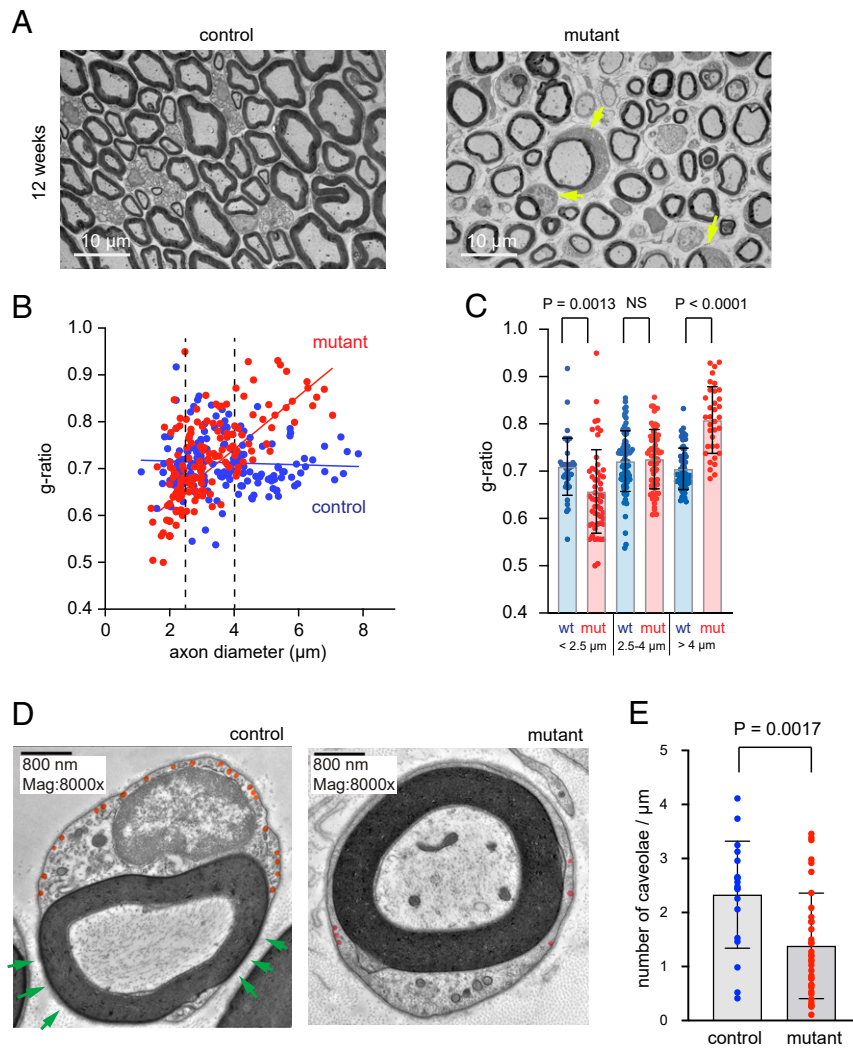 A
control
mutant
12 weeks
10 µm
10 µm
B
C
P = 0.0013
NS
P < 0.0001
1.0
0.9
0.8
0.7
0.6
0.5
0.4
g-ratio
mutant
control
0
2
4
6
8
axon diameter (µm)
1.0
0.9
0.8
0.7
0.6
0.5
0.4
g-ratio
wt mut wt mut wt mut
< 2.5 µm 2.5-4 µm > 4 µm
D
control
mutant
800 nm
Mag:8000x
800 nm
Mag:8000x
E
P = 0.0017
5
4
3
2
1
0
number of caveolae / µm
control
mutant